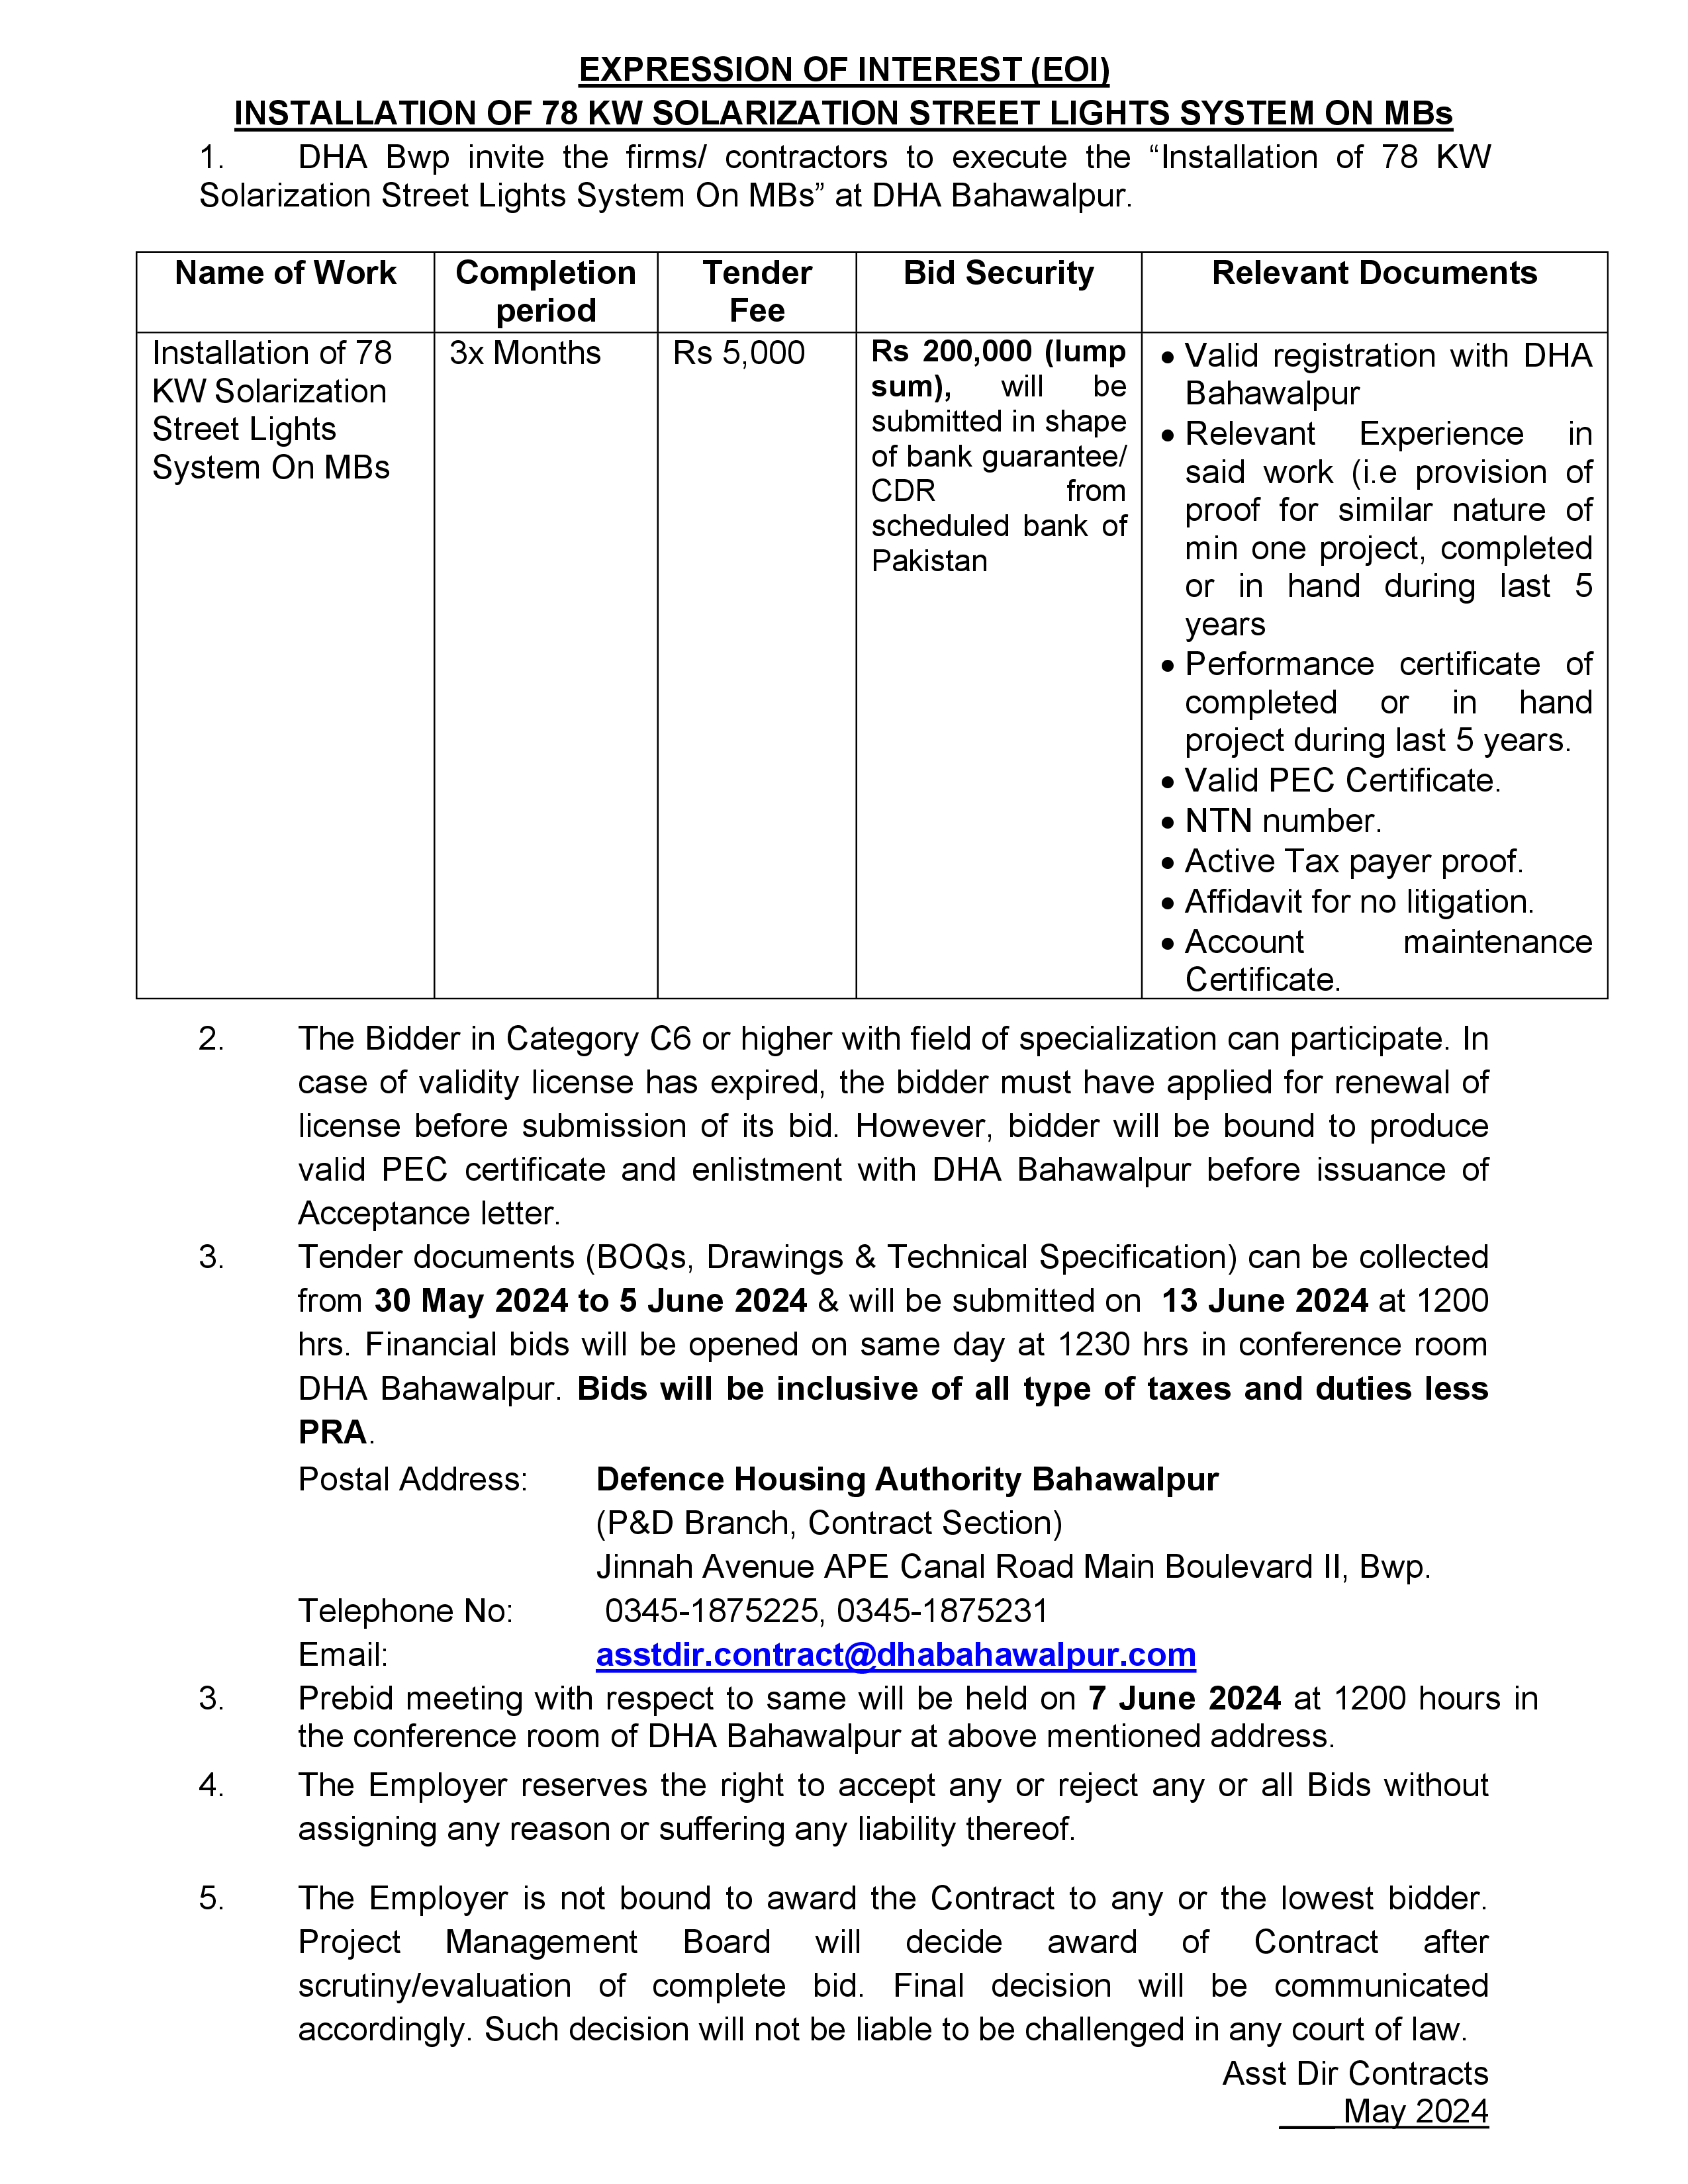 EXPRESSION OF INTEREST (EOI)
INSTALLATION OF 78 KW SOLARIZATION STREET LIGHTS SYSTEM ON MBs
1. DHA Bwp invite the firms/ contractors to execute the “Installation of 78 KW
Solarization Street Lights System On MBs” at DHA Bahawalpur.
Name of Work
Completion
period
Tender
Fee
Bid Security
Relevant Documents
Installation of 78
KW Solarization
Street Lights
System On MBs
3x Months
Rs 5,000
Rs 200,000 (lump
sum), will be
submitted in shape
of bank guarantee/
CDR from
scheduled bank of
Pakistan
• Valid registration with DHA
Bahawalpur
• Relevant Experience in
said work (i.e provision of
proof for similar nature of
min one project, completed
or in hand during last 5
years
• Performance certificate of
completed or in hand
project during last 5 years.
• Valid PEC Certificate.
• NTN number.
• Active Tax payer proof.
• Affidavit for no litigation.
• Account maintenance
Certificate.
2. The Bidder in Category C6 or higher with field of specialization can participate. In
case of validity license has expired, the bidder must have applied for renewal of
license before submission of its bid. However, bidder will be bound to produce
valid PEC certificate and enlistment with DHA Bahawalpur before issuance of
Acceptance letter.
3. Tender documents (BOQs, Drawings & Technical Specification) can be collected
from 30 May 2024 to 5 June 2024 & will be submitted on 13 June 2024 at 1200
hrs. Financial bids will be opened on same day at 1230 hrs in conference room
DHA Bahawalpur. Bids will be inclusive of all type of taxes and duties less
PRA.
Postal Address: Defence Housing Authority Bahawalpur
(P&D Branch, Contract Section)
Jinnah Avenue APE Canal Road Main Boulevard II, Bwp.
Telephone No: 0345-1875225, 0345-1875231
Email: asstdir.contract@dhabahawalpur.com
3. Prebid meeting with respect to same will be held on 7 June 2024 at 1200 hours in
the conference room of DHA Bahawalpur at above mentioned address.
4. The Employer reserves the right to accept any or reject any or all Bids without
assigning any reason or suffering any liability thereof.
5. The Employer is not bound to award the Contract to any or the lowest bidder.
Project Management Board will decide award of Contract after
scrutiny/evaluation of complete bid. Final decision will be communicated
accordingly. Such decision will not be liable to be challenged in any court of law.
Asst Dir Contracts
___ May 2024